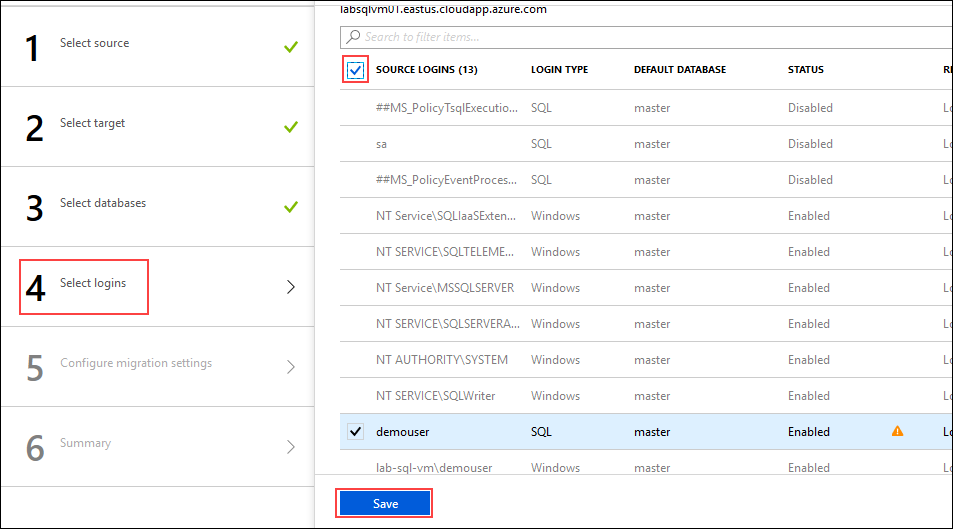 labsqlvm01.eastus.cloudapp.azure.com
1 Select source
2 Select target
3 Select databases
4 Select logins
5 Configure migration settings
6 Summary
Search to filter items...
SOURCE LOGINS (13) LOGIN TYPE DEFAULT DATABASE STATUS RE
##MS_PolicyTsqlExecutio... SQL master Disabled Lo
sa SQL master Disabled Lo
##MS_PolicyEventProces... SQL master Disabled Lo
NT Service\SQLIaaSExten... Windows master Enabled Lo
NT SERVICE\SQLTELEME... Windows master Enabled Lo
NT Service\MSSQLSERVER Windows master Enabled Lo
NT SERVICE\SQLSERVERA... Windows master Enabled Lo
NT AUTHORITY\SYSTEM Windows master Enabled Lo
NT SERVICE\SQLWriter Windows master Enabled Lo
demouser SQL master Enabled Lo
lab-sql-vm\demouser Windows master Enabled Lo
Save